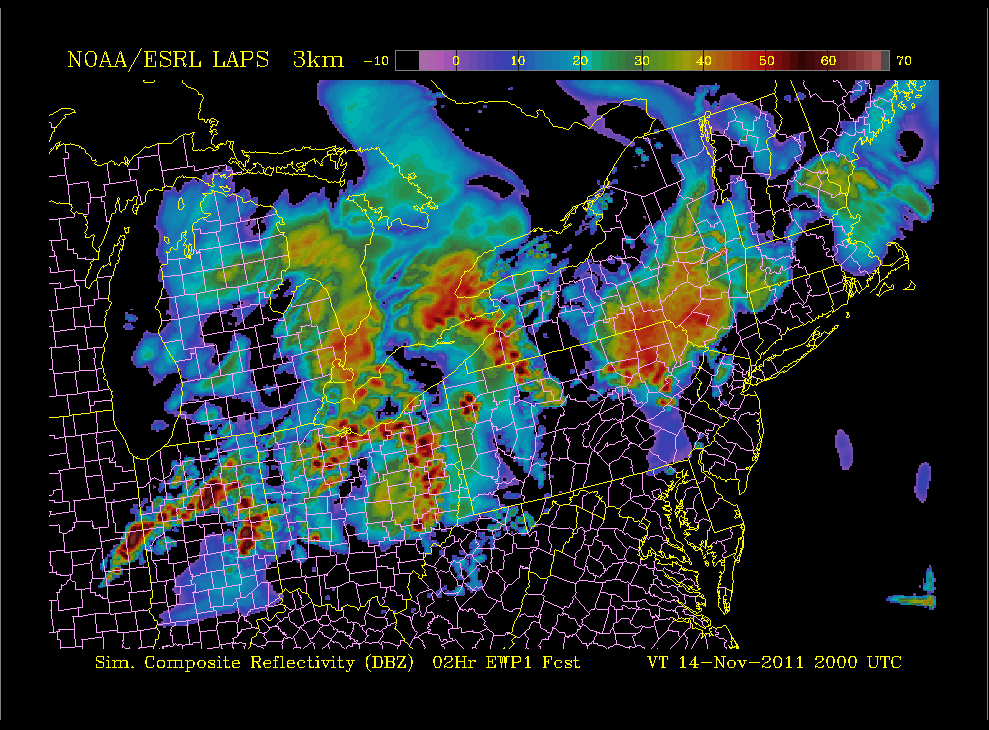 NOAA/ESRL LAPS 3km -10 0 10 20 30 40 50 60 70
Sim. Composite Reflectivity (DBZ) 02Hr EWP1 Fcst VT 14-Nov-2011 2000 UTC